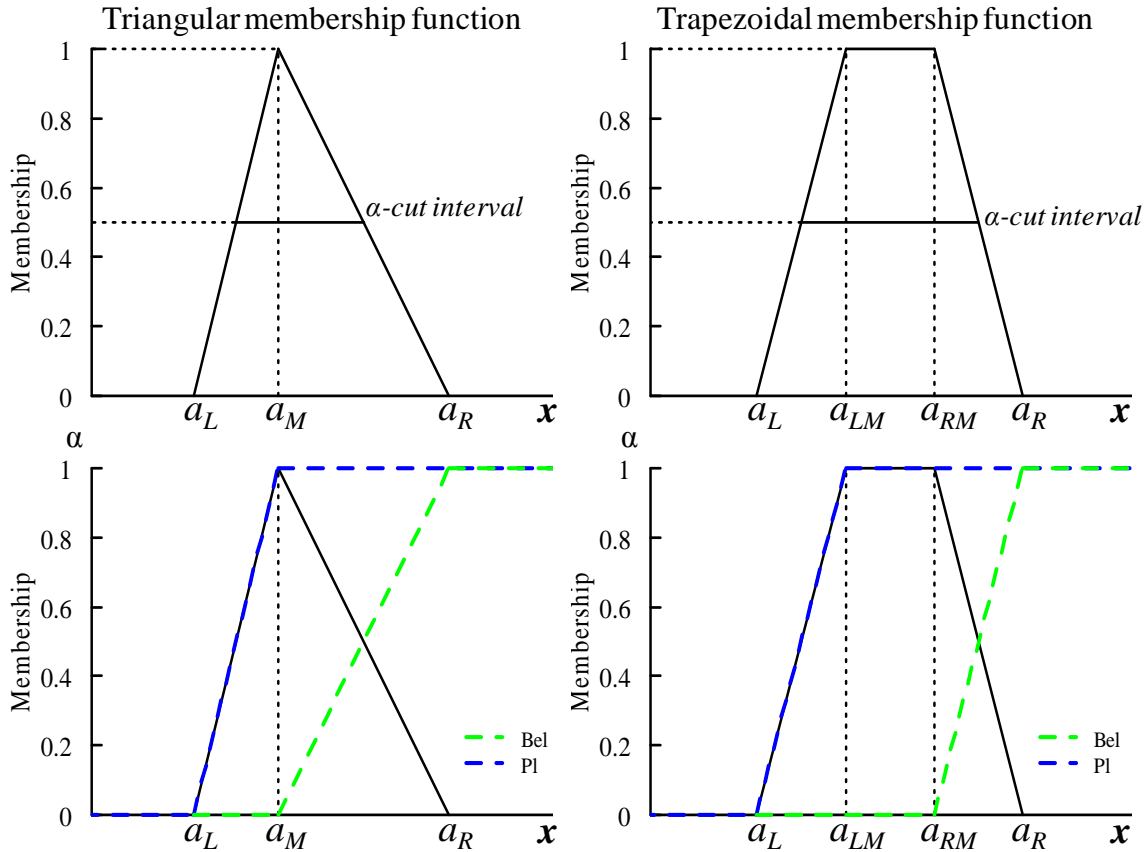 Triangular membership function
1
0.8
0.6
0.4
0.2
0
Membership
α-cut interval
a_L a_M a_R x
Trapezoidal membership function
1
0.8
0.6
0.4
0.2
0
Membership
α-cut interval
a_L a_LM a_RM a_R x
α
1
0.8
0.6
0.4
0.2
0
Membership
Bel
Pl
a_L a_M a_R x
α
1
0.8
0.6
0.4
0.2
0
Membership
Bel
Pl
a_L a_LM a_RM a_R x